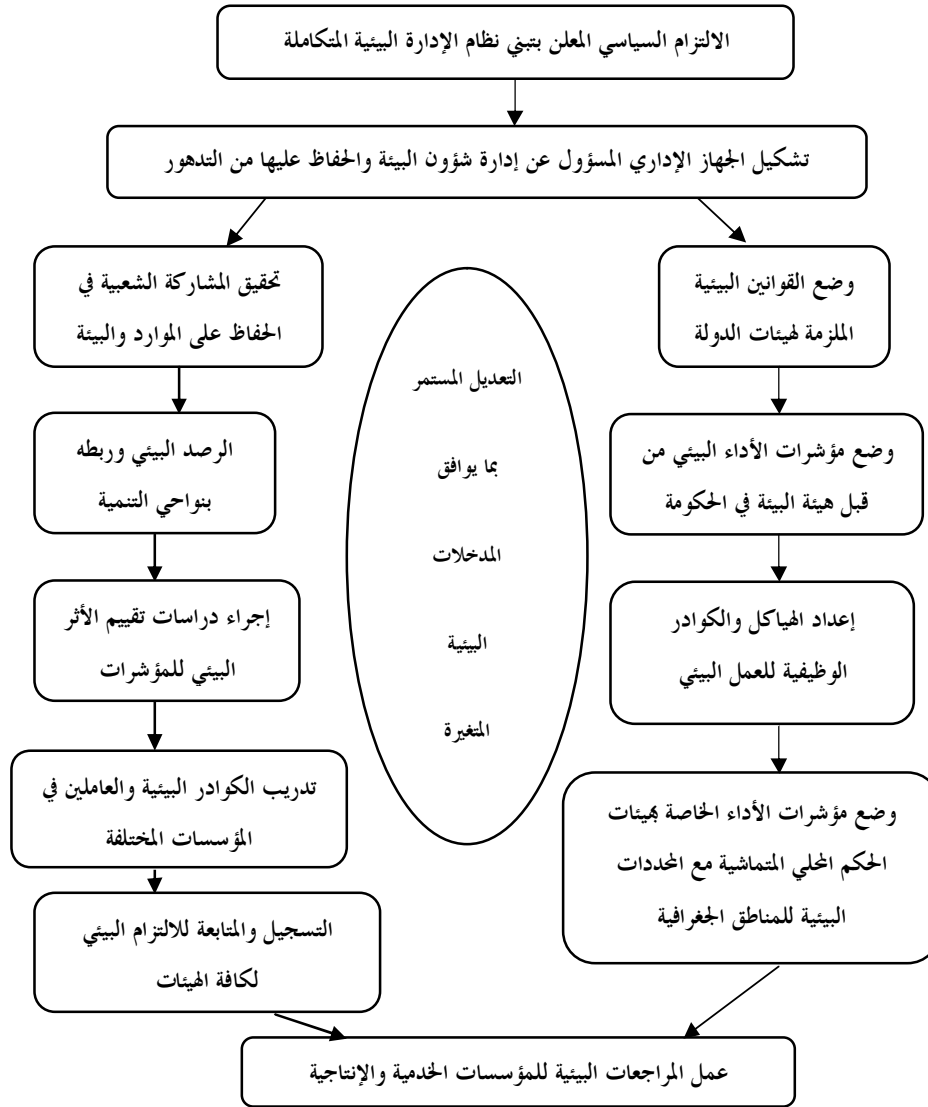 الالتزام السياسي المعلن بتبني نظام الإدارة البيئية المتكاملة
تشكيل الجهاز الإداري المسؤول عن إدارة شؤون البيئة والحفاظ عليها من التدهور
وضع القوانين البيئية
الملزمة لهيئات الدولة
وضع مؤشرات الأداء البيئي من
قبل هيئة البيئة في الحكومة
إعداد الهياكل والكوادر
الوظيفية للعمل البيئي
وضع مؤشرات الأداء الخاصة بهيئات
الحكم المحلي المتماشية مع المحددات
البيئية للمناطق الجغرافية
التعديل المستمر
بما يوافق
المدخلات
البيئية
المتغيرة
تحقيق المشاركة الشعبية في
الحفاظ على الموارد والبيئة
الرصد البيئي وربطه
بنواحي التنمية
إجراء دراسات تقييم الأثر
البيئي للمؤشرات
تدريب الكوادر البيئية والعاملين في
المؤسسات المختلفة
التسجيل والمتابعة للالتزام البيئي
لكافة الهيئات
عمل المراجعات البيئية للمؤسسات الخدمية والإنتاجية